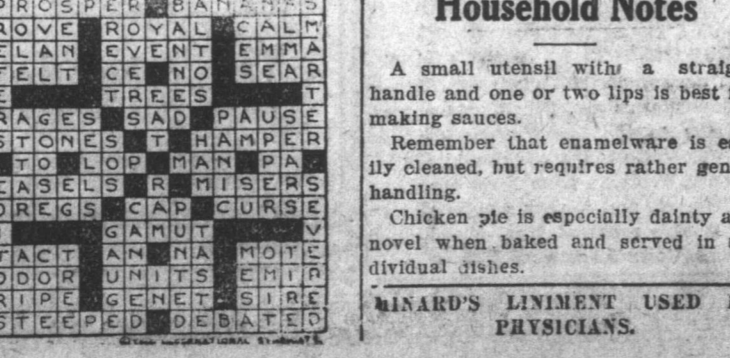 PROSPER BANANAS
ROVE ROYAL CALM
ELAN EVENT EMMA
FELT CE NO SEAR
E TREES T
RAGES SAD PAUSE
STONES T HAMPER
TO LOP MAN PA
EASELS R MISERS
DREGS CAP CURSE
GAMUT V
TACT AN NA MOTE
ODOR UNITS EMIR
RIPE GENET SIRE
STEEPED DEBATED
INTERNATIONAL
Household Notes
A small utensil with a straig
handle and one or two lips is best
making sauces.
Remember that enamelware is e
ily cleaned, but requires rather gen
handling.
Chicken pie is especially dainty a
novel when baked and served in
dividual dishes.
MINARD'S LINIMENT USED
PHYSICIANS.